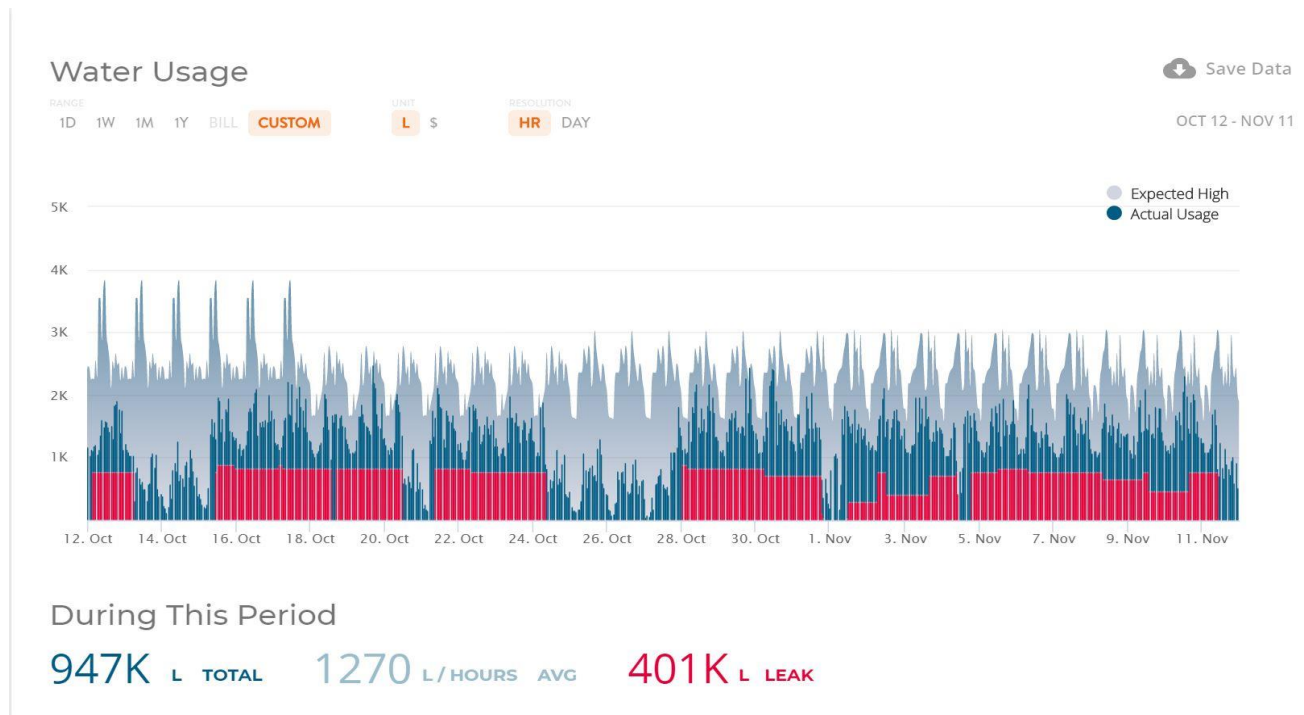 Water Usage
Save Data
RANGE UNIT RESOLUTION
1D 1W 1M 1Y BILL CUSTOM L $ HR DAY
OCT 12 - NOV 11
Expected High
Actual Usage
5K
4K
3K
2K
1K
12. Oct 14. Oct 16. Oct 18. Oct 20. Oct 22. Oct 24. Oct 26. Oct 28. Oct 30. Oct 1. Nov 3. Nov 5. Nov 7. Nov 9. Nov 11. Nov
During This Period
947K L TOTAL 1270 L/HOURS AVG 401K L LEAK